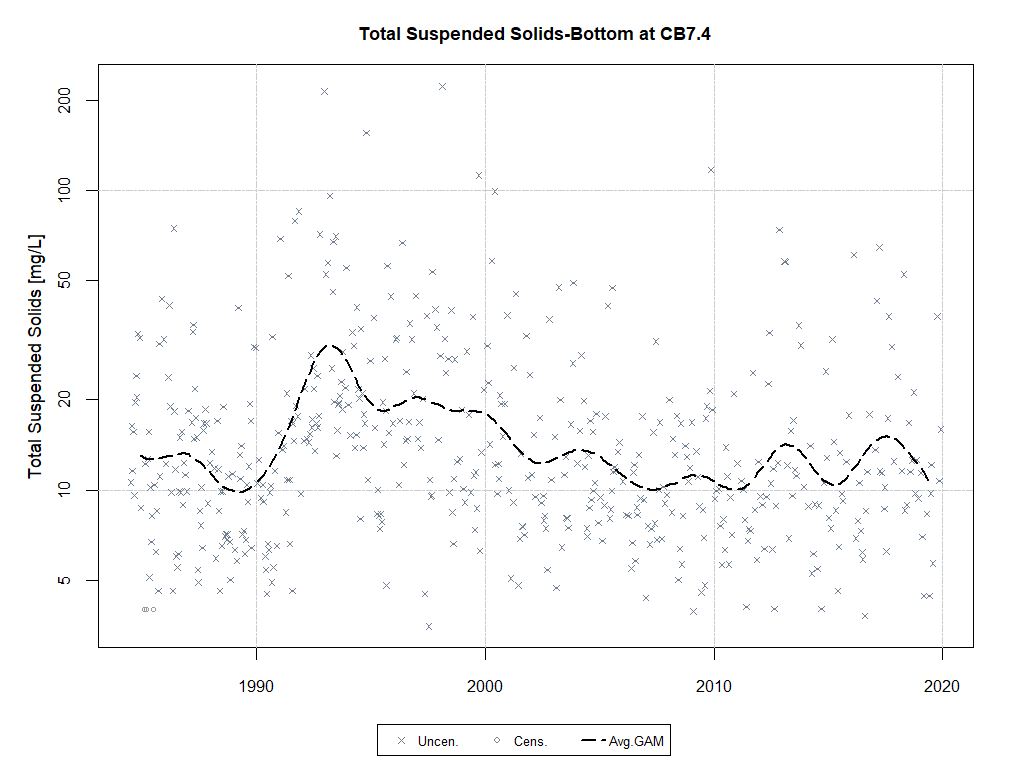 Total Suspended Solids-Bottom at CB7.4
Total Suspended Solids [mg/L]
200
100
50
20
10
5
1990 2000 2010 2020
Uncen. Cens. Avg.GAM